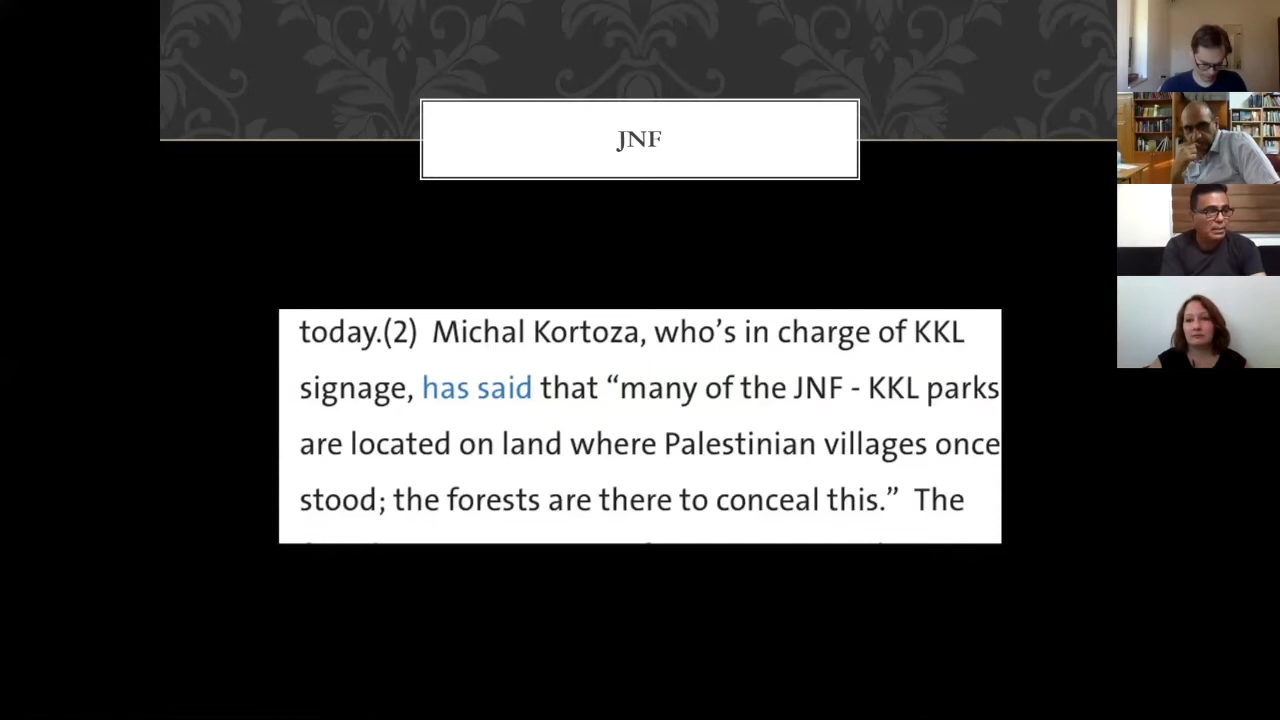 JNF
today.(2) Michal Kortoza, who's in charge of KKL
signage, has said that “many of the JNF - KKL parks
are located on land where Palestinian villages once
stood; the forests are there to conceal this.” The